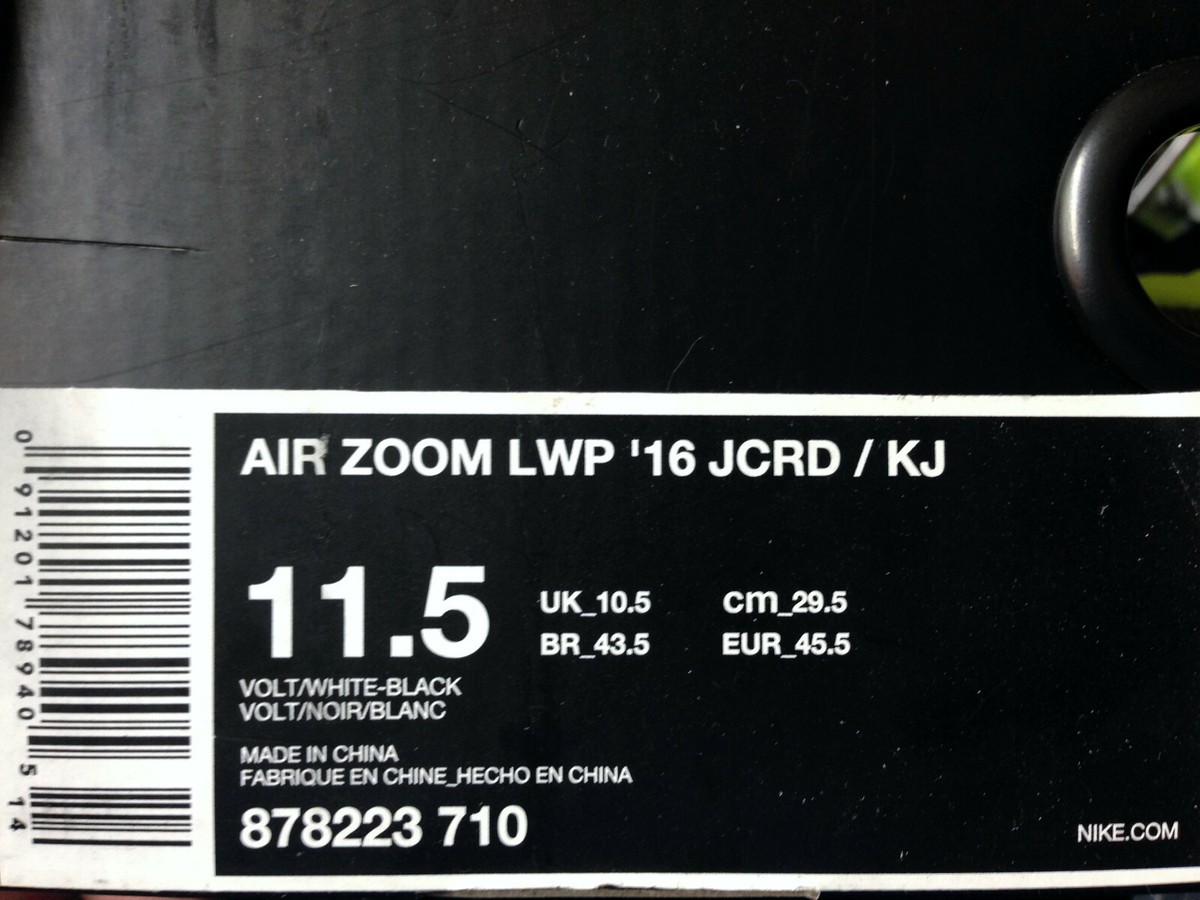 AIR ZOOM LWP '16 JCRD / KJ
11.5
UK_10.5 cm_29.5
BR_43.5 EUR_45.5
VOLT/WHITE-BLACK
VOLT/NOIR/BLANC
MADE IN CHINA
FABRIQUE EN CHINE_HECHO EN CHINA
878223 710
NIKE.COM
0 91201 78940 5 14